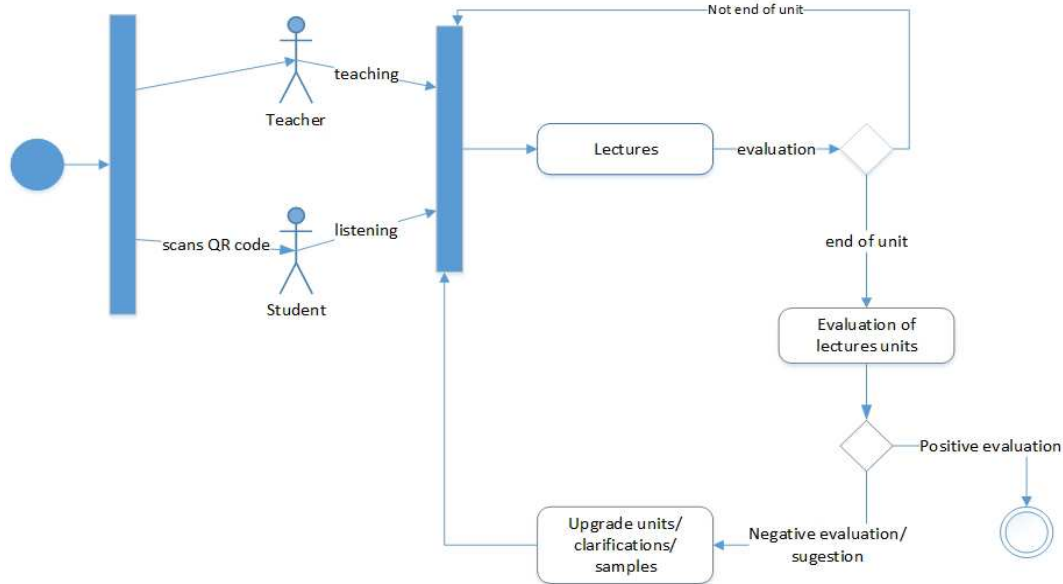 Not end of unit
teaching
Teacher
Lectures
evaluation
scans QR code
listening
Student
end of unit
Evaluation of
lectures units
Positive evaluation
Upgrade units/
clarifications/
samples
Negative evaluation/
sugestion